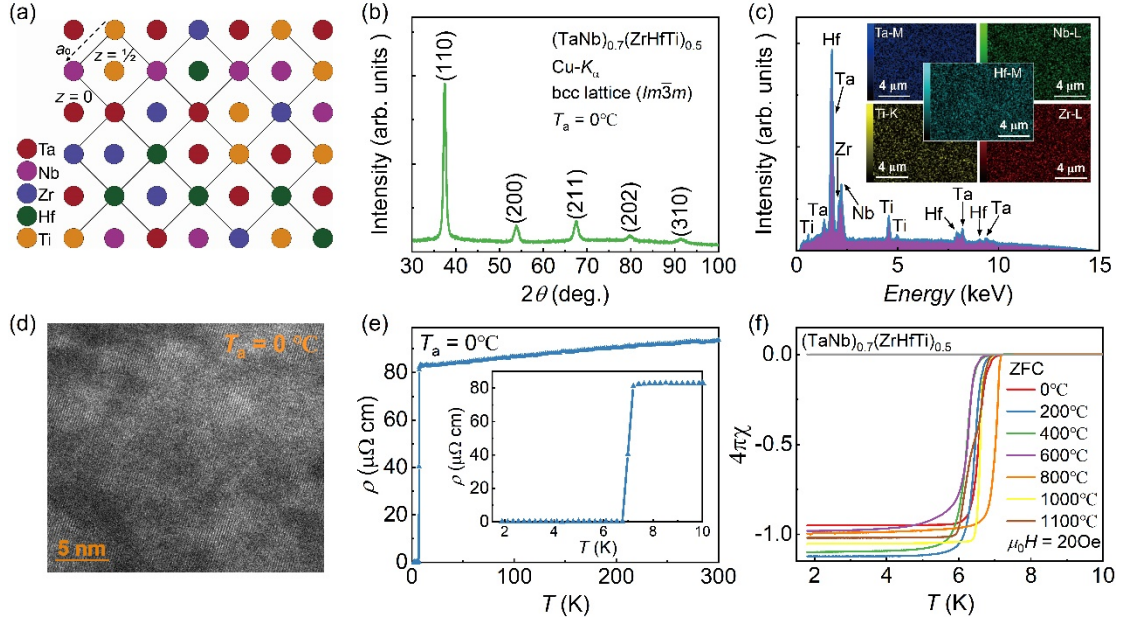 (a)
a₀
z = ½
z = 0
Ta
Nb
Zr
Hf
Ti
(b)
Intensity (arb. units)
(110)
(200)
(211)
(202)
(310)
(TaNb)₀.₇(ZrHfTi)₀.₅
Cu-Kα
bcc lattice (Im3̅m)
Tₐ = 0℃
30 40 50 60 70 80 90 100
2θ (deg.)
(c)
Intensity (arb. units)
Ta-M
4 μm
Nb-L
4 μm
Hf-M
4 μm
Ti-K
4 μm
Zr-L
4 μm
Hf
Ta
Zr
Nb
Ti
Ta
Ti
Ti
Hf
Ta
Hf
Ta
0 5 10 15
Energy (keV)
(d)
Tₐ = 0 ℃
5 nm
(e)
Tₐ = 0℃
ρ (μΩ cm)
80
60
40
20
0
0 100 200 300
T (K)
ρ (μΩ cm)
80
60
40
20
0
2 4 6 8 10
T (K)
(f)
(TaNb)₀.₇(ZrHfTi)₀.₅
4πχ
0.0
-0.5
-1.0
ZFC
0℃
200℃
400℃
600℃
800℃
1000℃
1100℃
μ₀H = 20Oe
2 4 6 8 10
T (K)